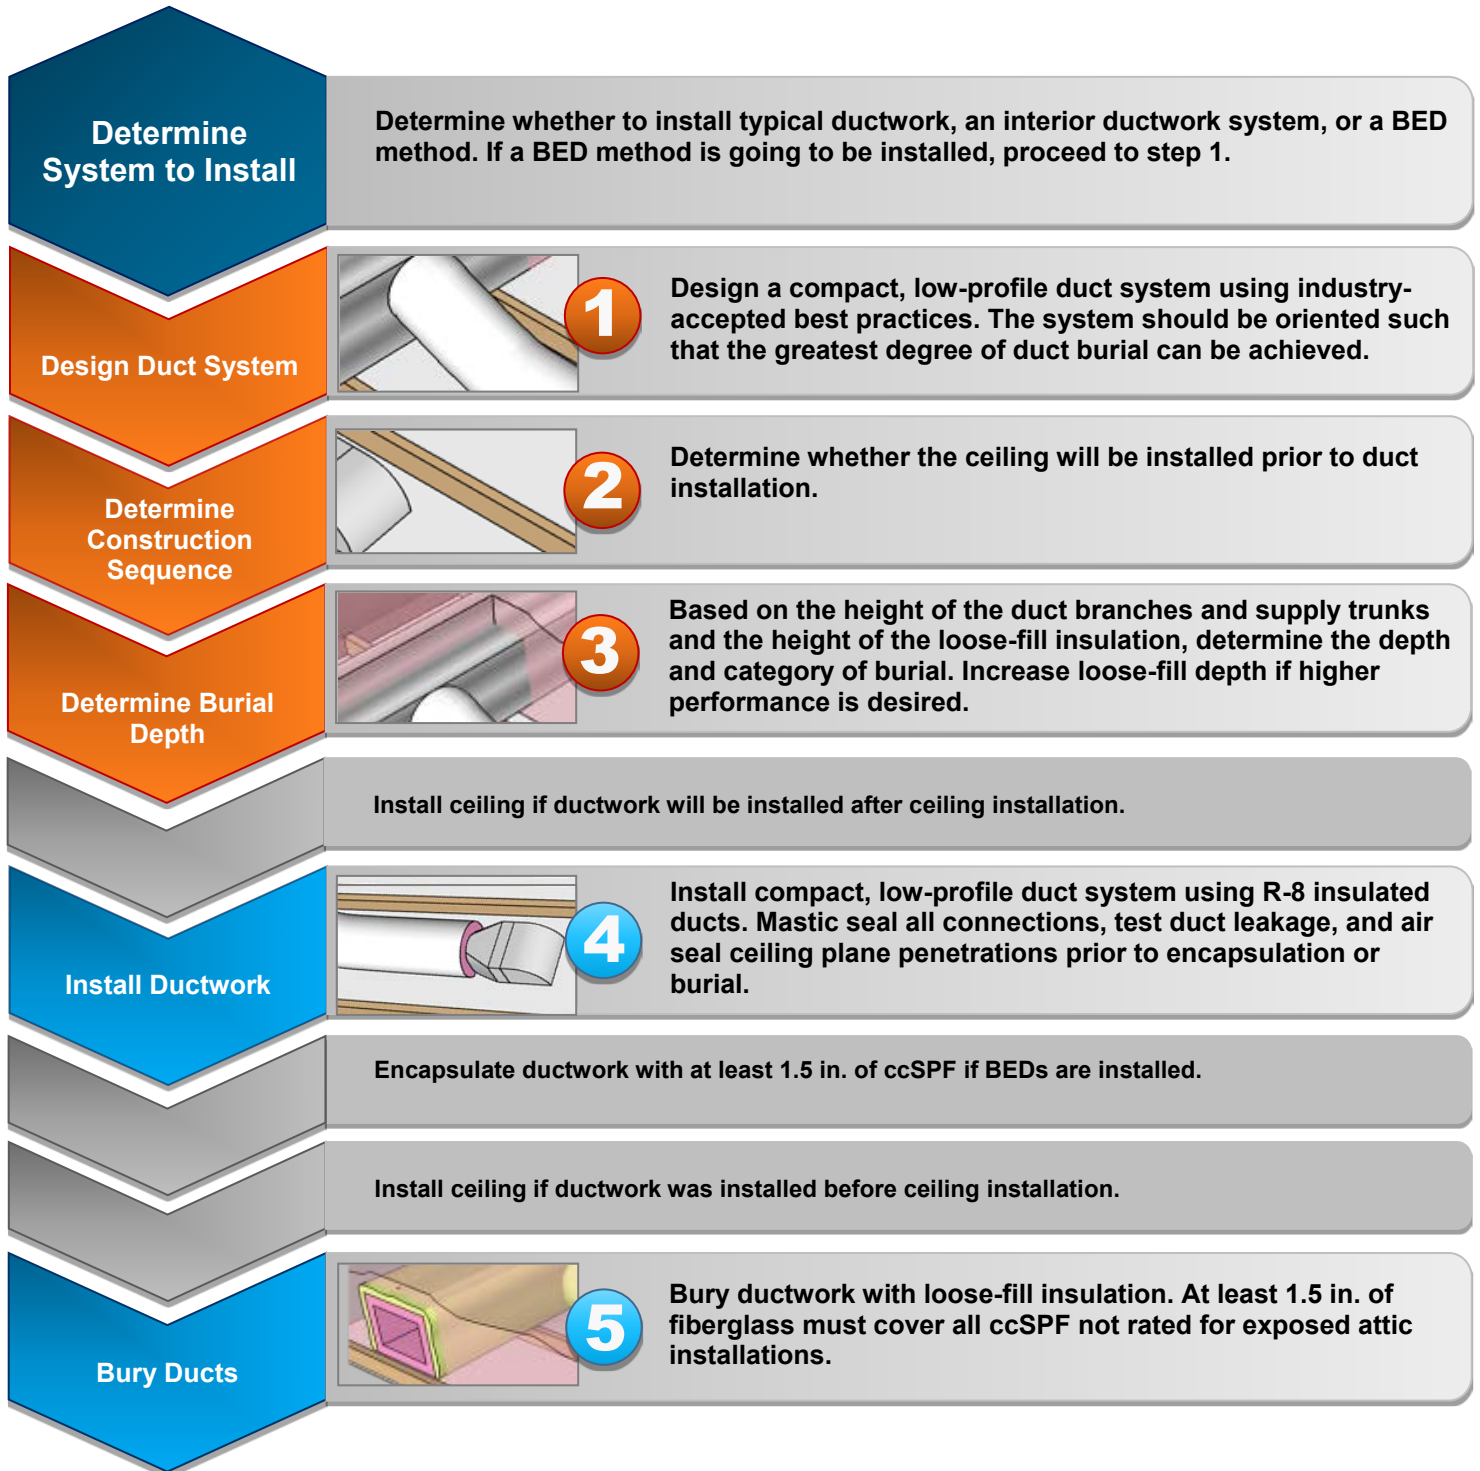 Determine
System to Install
Determine whether to install typical ductwork, an interior ductwork system, or a BED
method. If a BED method is going to be installed, proceed to step 1.
Design Duct System
1
Design a compact, low-profile duct system using industry-
accepted best practices. The system should be oriented such
that the greatest degree of duct burial can be achieved.
Determine
Construction
Sequence
2
Determine whether the ceiling will be installed prior to duct
installation.
Determine Burial
Depth
3
Based on the height of the duct branches and supply trunks
and the height of the loose-fill insulation, determine the depth
and category of burial. Increase loose-fill depth if higher
performance is desired.
Install ceiling if ductwork will be installed after ceiling installation.
Install Ductwork
4
Install compact, low-profile duct system using R-8 insulated
ducts. Mastic seal all connections, test duct leakage, and air
seal ceiling plane penetrations prior to encapsulation or
burial.
Encapsulate ductwork with at least 1.5 in. of ccSPF if BEDs are installed.
Install ceiling if ductwork was installed before ceiling installation.
Bury Ducts
5
Bury ductwork with loose-fill insulation. At least 1.5 in. of
fiberglass must cover all ccSPF not rated for exposed attic
installations.